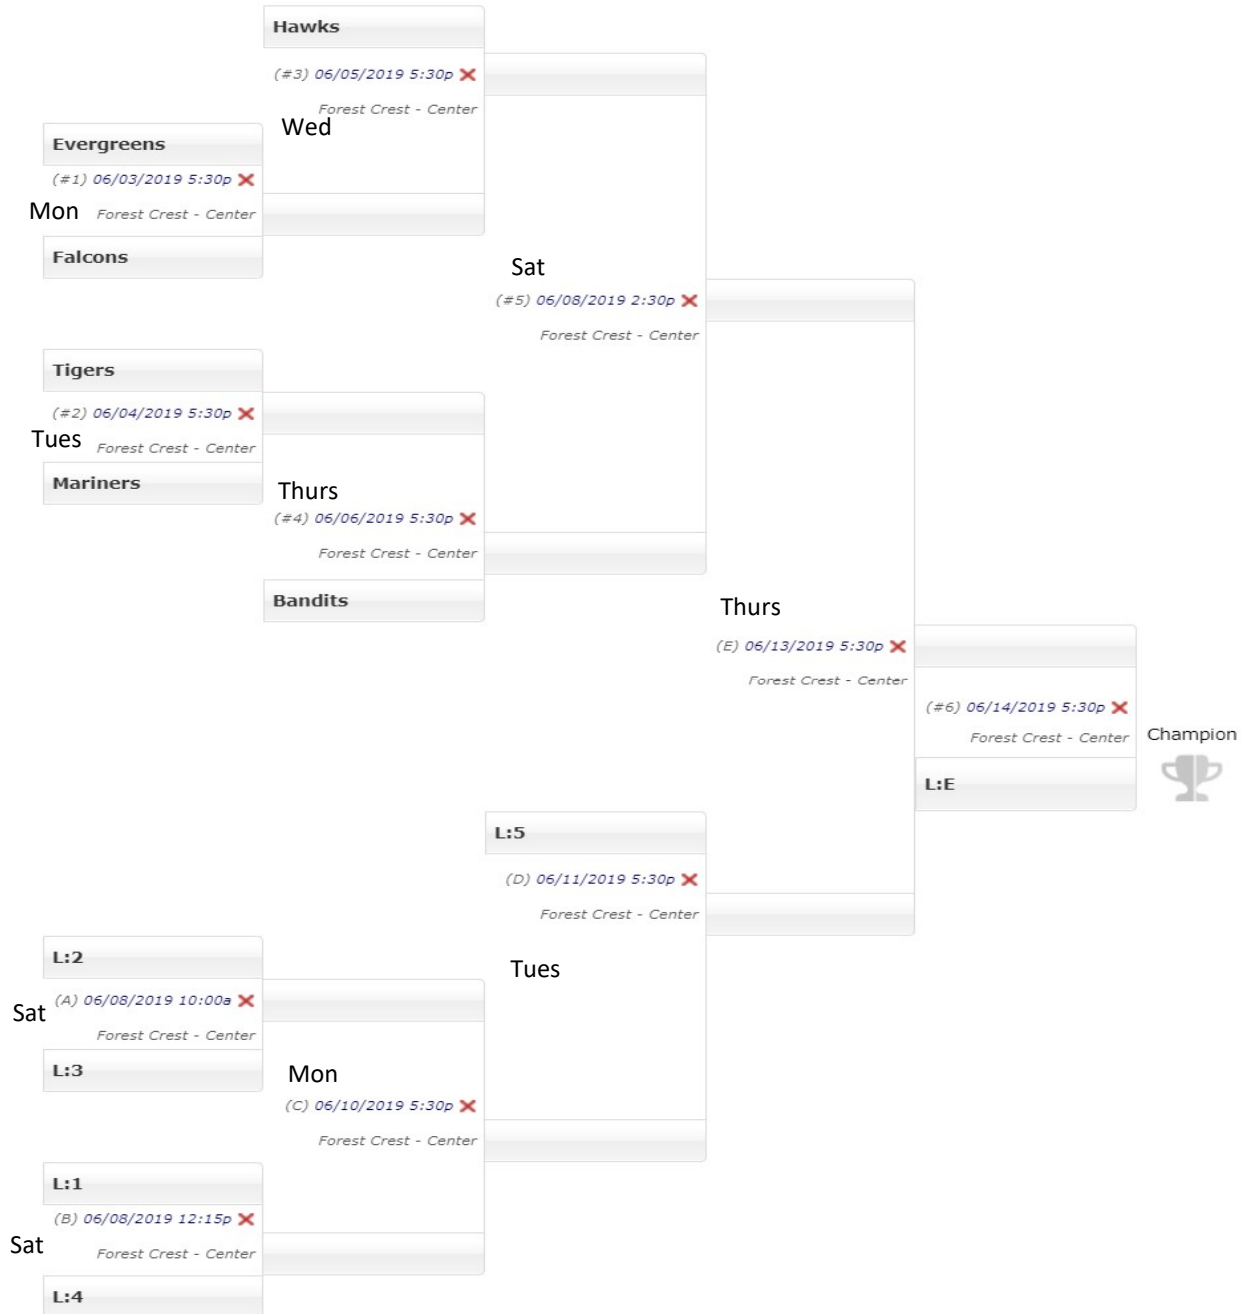 Hawks
(#3) 06/05/2019 5:30p
Forest Crest - Center
Wed
Evergreens
(#1) 06/03/2019 5:30p
Mon
Forest Crest - Center
Falcons
Sat
(#5) 06/08/2019 2:30p
Forest Crest - Center
Tigers
(#2) 06/04/2019 5:30p
Tues
Forest Crest - Center
Mariners
Thurs
(#4) 06/06/2019 5:30p
Forest Crest - Center
Bandits
Thurs
(E) 06/13/2019 5:30p
Forest Crest - Center
(#6) 06/14/2019 5:30p
Forest Crest - Center
Champion
L:E
L:5
(D) 06/11/2019 5:30p
Forest Crest - Center
Tues
L:2
Sat
(A) 06/08/2019 10:00a
Forest Crest - Center
L:3
Mon
(C) 06/10/2019 5:30p
Forest Crest - Center
L:1
(B) 06/08/2019 12:15p
Sat
Forest Crest - Center
L:4